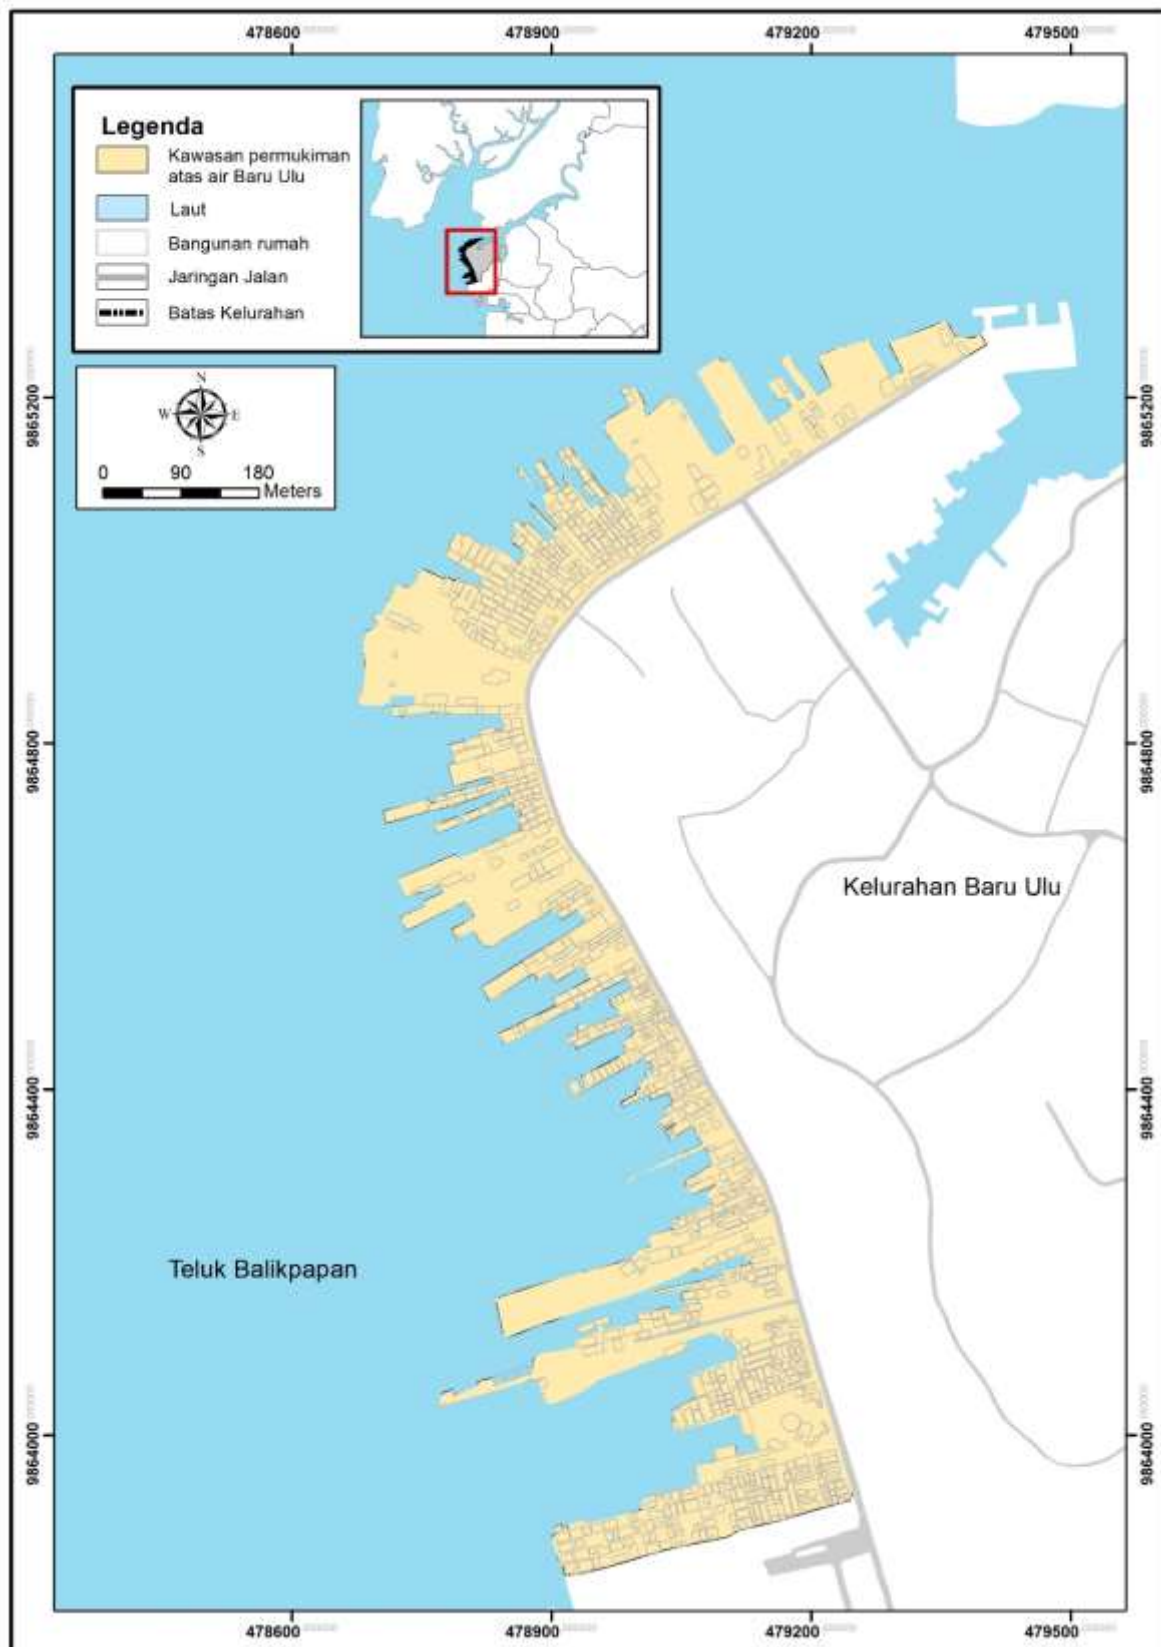 478600
478900
479200
479500
Legenda
Kawasan permukiman
atas air Baru Ulu
Laut
Bangunan rumah
Jaringan Jalan
Batas Kelurahan
N
W
E
S
0 90 180
Meters
9865200
9865200
9864800
9864800
Kelurahan Baru Ulu
9864400
9864400
Teluk Balikpapan
9864000
9864000
478600
478900
479200
479500